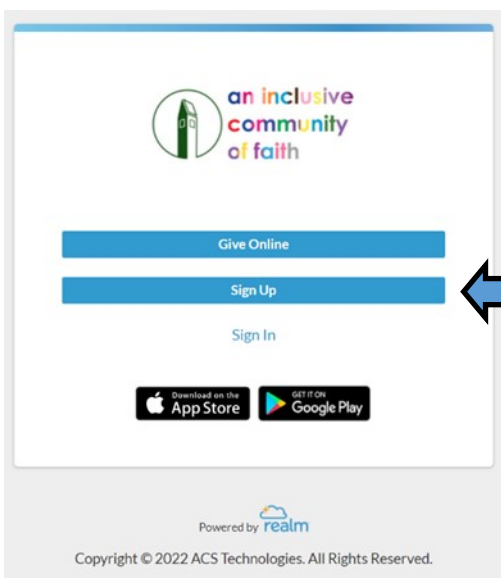 an inclusive
community
of faith
Give Online
Sign Up
Sign In
Download on the
App Store
GET IT ON
Google Play
Powered by realm
Copyright © 2022 ACS Technologies. All Rights Reserved.